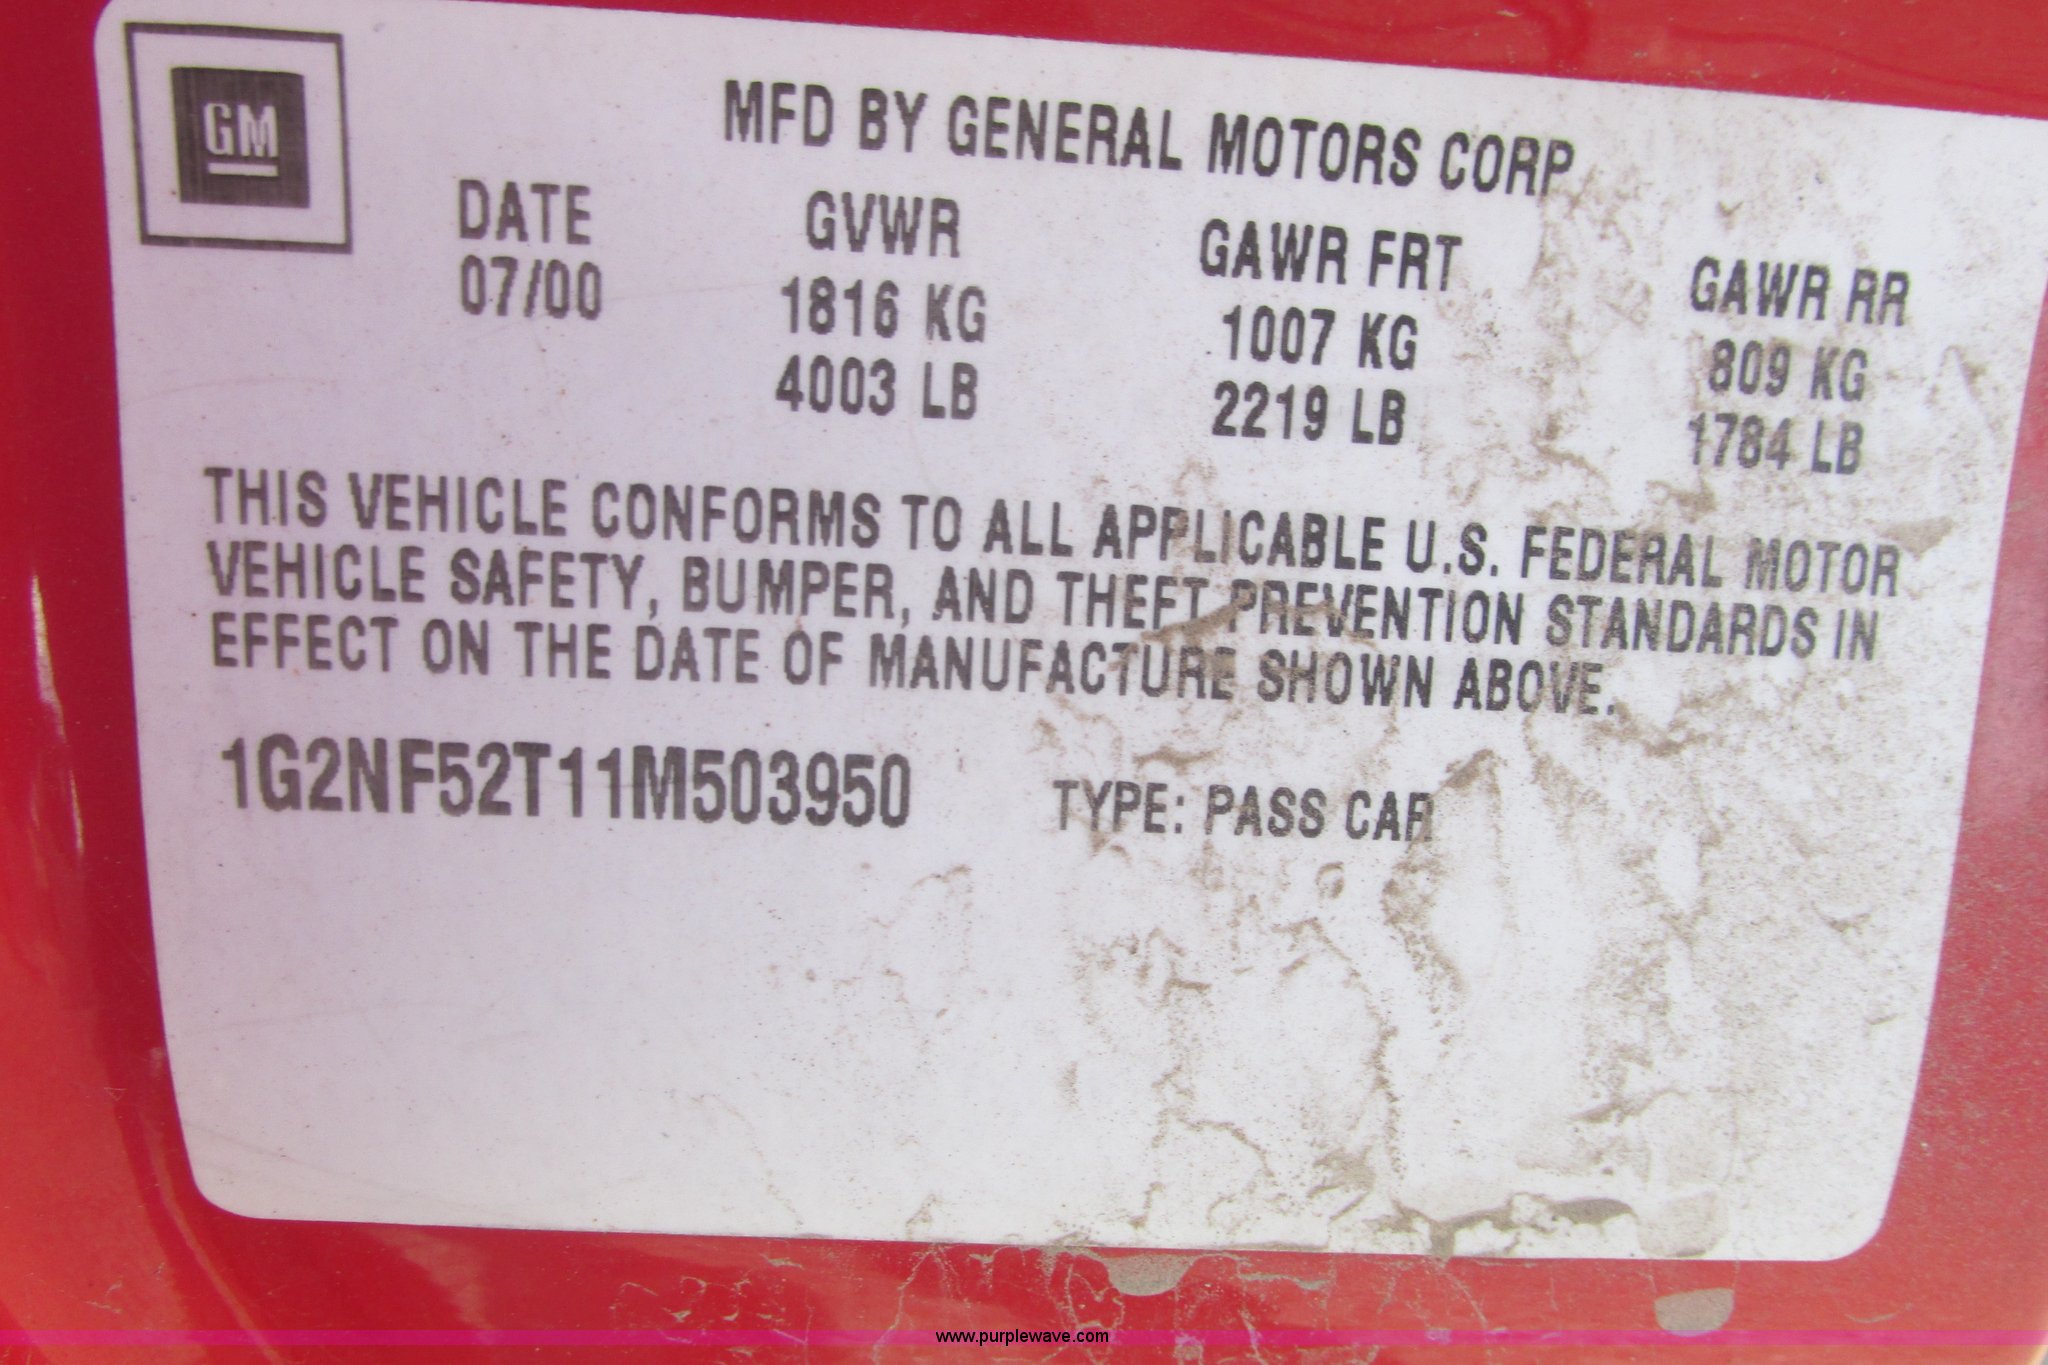 GM
MFD BY GENERAL MOTORS CORP
DATE GVWR GAWR FRT GAWR RR
07/00 1816 KG 1007 KG 809 KG
4003 LB 2219 LB 1784 LB
THIS VEHICLE CONFORMS TO ALL APPLICABLE U.S. FEDERAL MOTOR
VEHICLE SAFETY, BUMPER, AND THEFT PREVENTION STANDARDS IN
EFFECT ON THE DATE OF MANUFACTURE SHOWN ABOVE.
1G2NF52T11M503950 TYPE: PASS CAR
www.purplewave.com